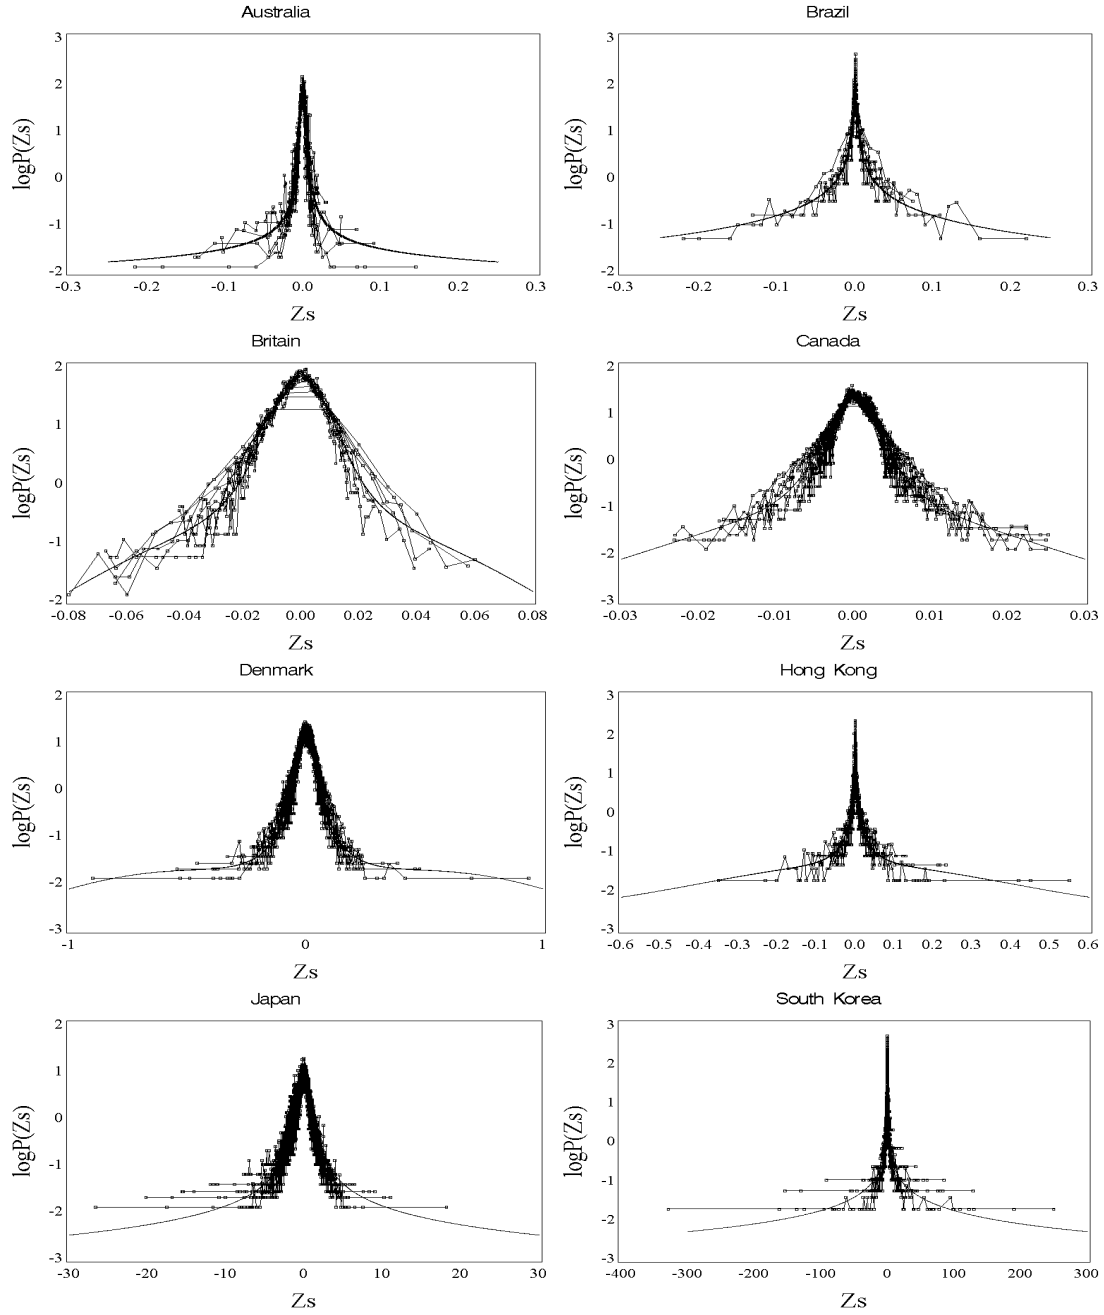 Australia
logP(Zs)
3
2
1
0
-1
-2
-0.3 -0.2 -0.1 0.0 0.1 0.2 0.3
Zs
Brazil
logP(Zs)
3
2
1
0
-1
-2
-0.3 -0.2 -0.1 0.0 0.1 0.2 0.3
Zs
Britain
logP(Zs)
2
1
0
-1
-2
-0.08 -0.06 -0.04 -0.02 0.00 0.02 0.04 0.06 0.08
Zs
Canada
logP(Zs)
2
1
0
-1
-2
-3
-0.03 -0.02 -0.01 0.00 0.01 0.02 0.03
Zs
Denmark
logP(Zs)
2
1
0
-1
-2
-3
-1 0 1
Zs
Hong Kong
logP(Zs)
3
2
1
0
-1
-2
-3
-0.6 -0.5 -0.4 -0.3 -0.2 -0.1 0.0 0.1 0.2 0.3 0.4 0.5 0.6
Zs
Japan
logP(Zs)
2
1
0
-1
-2
-3
-30 -20 -10 0 10 20 30
Zs
South Korea
logP(Zs)
3
2
1
0
-1
-2
-3
-400 -300 -200 -100 0 100 200 300
Zs